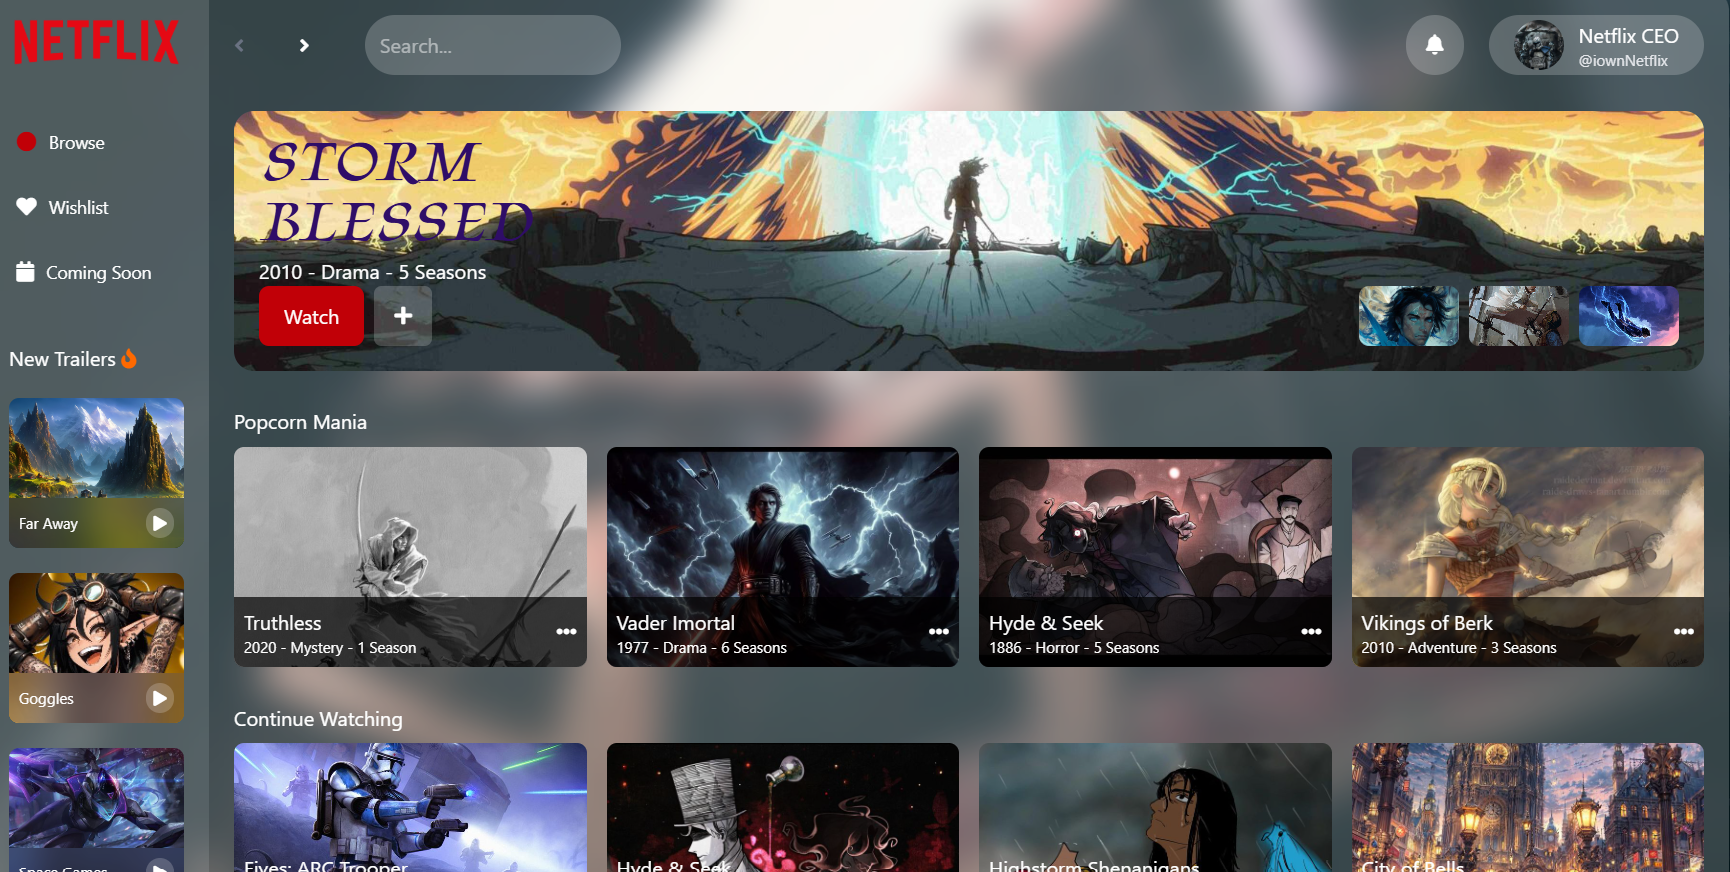 NETFLIX
Search...
Netflix CEO
@iownNetflix
Browse
Wishlist
Coming Soon
New Trailers
Far Away
Goggles
Space Games
STORM
BLESSED
2010 - Drama - 5 Seasons
Watch
Popcorn Mania
Truthless
2020 - Mystery - 1 Season
Vader Imortal
1977 - Drama - 6 Seasons
Hyde & Seek
1886 - Horror - 5 Seasons
Vikings of Berk
2010 - Adventure - 3 Seasons
Continue Watching
Fives: ARC Trooper
Hyde & Seek
Highstorm Shenanigans
City of Bells